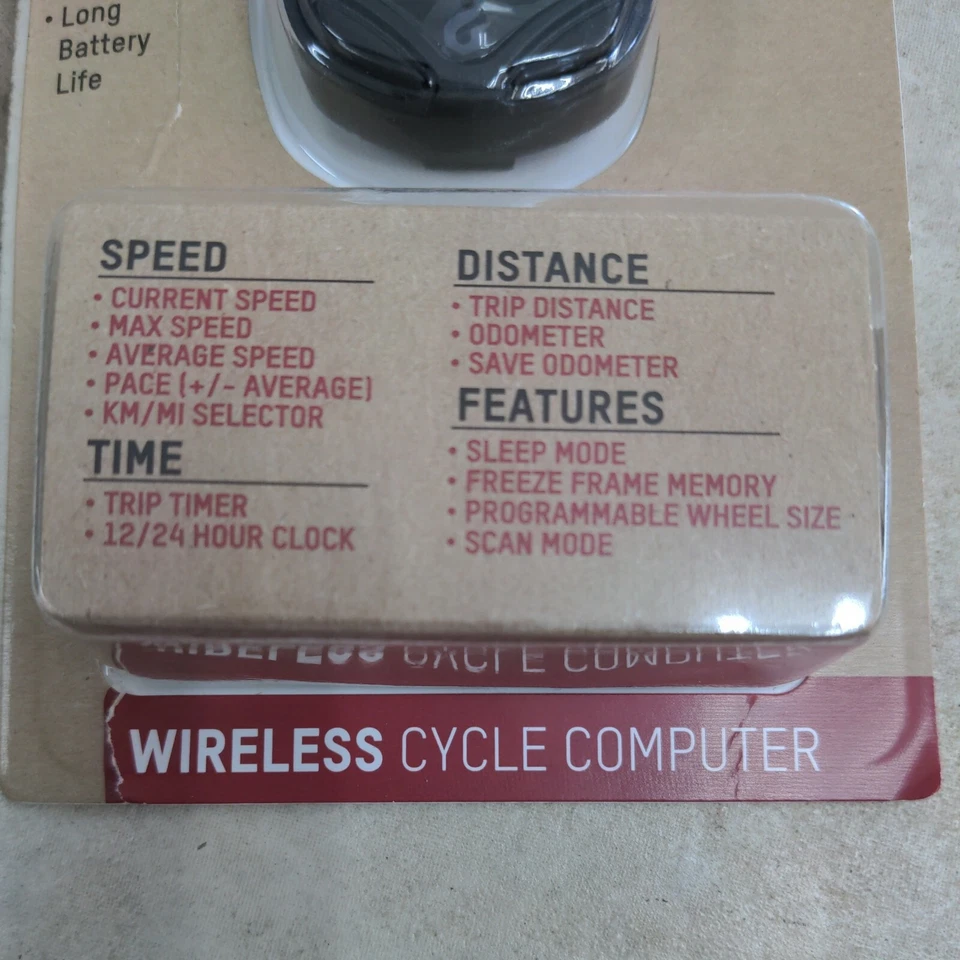 • Long
Battery
Life
SPEED
• CURRENT SPEED
• MAX SPEED
• AVERAGE SPEED
• PACE (+/- AVERAGE)
• KM/MI SELECTOR
TIME
• TRIP TIMER
• 12/24 HOUR CLOCK
DISTANCE
• TRIP DISTANCE
• ODOMETER
• SAVE ODOMETER
FEATURES
• SLEEP MODE
• FREEZE FRAME MEMORY
• PROGRAMMABLE WHEEL SIZE
• SCAN MODE
WIRELESS CYCLE COMPUTER